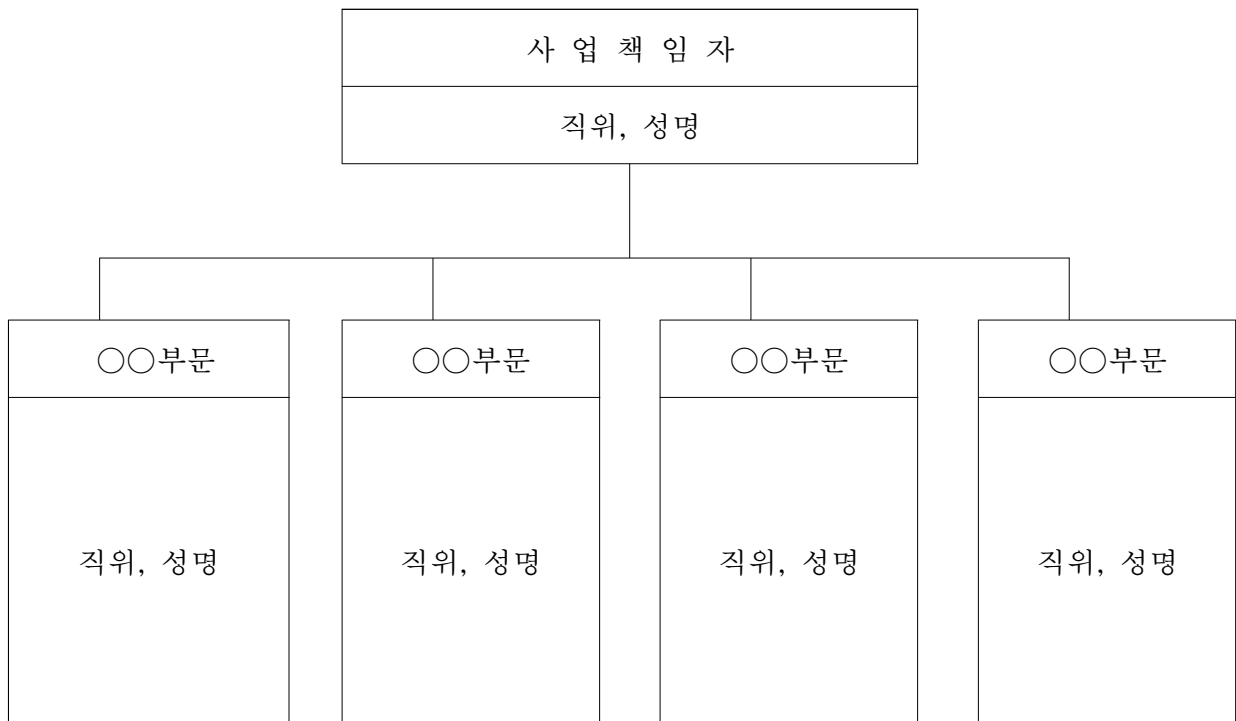 사 업 책 임 자
직위, 성명
○○부문 ○○부문 ○○부문 ○○부문
직위, 성명 직위, 성명 직위, 성명 직위, 성명